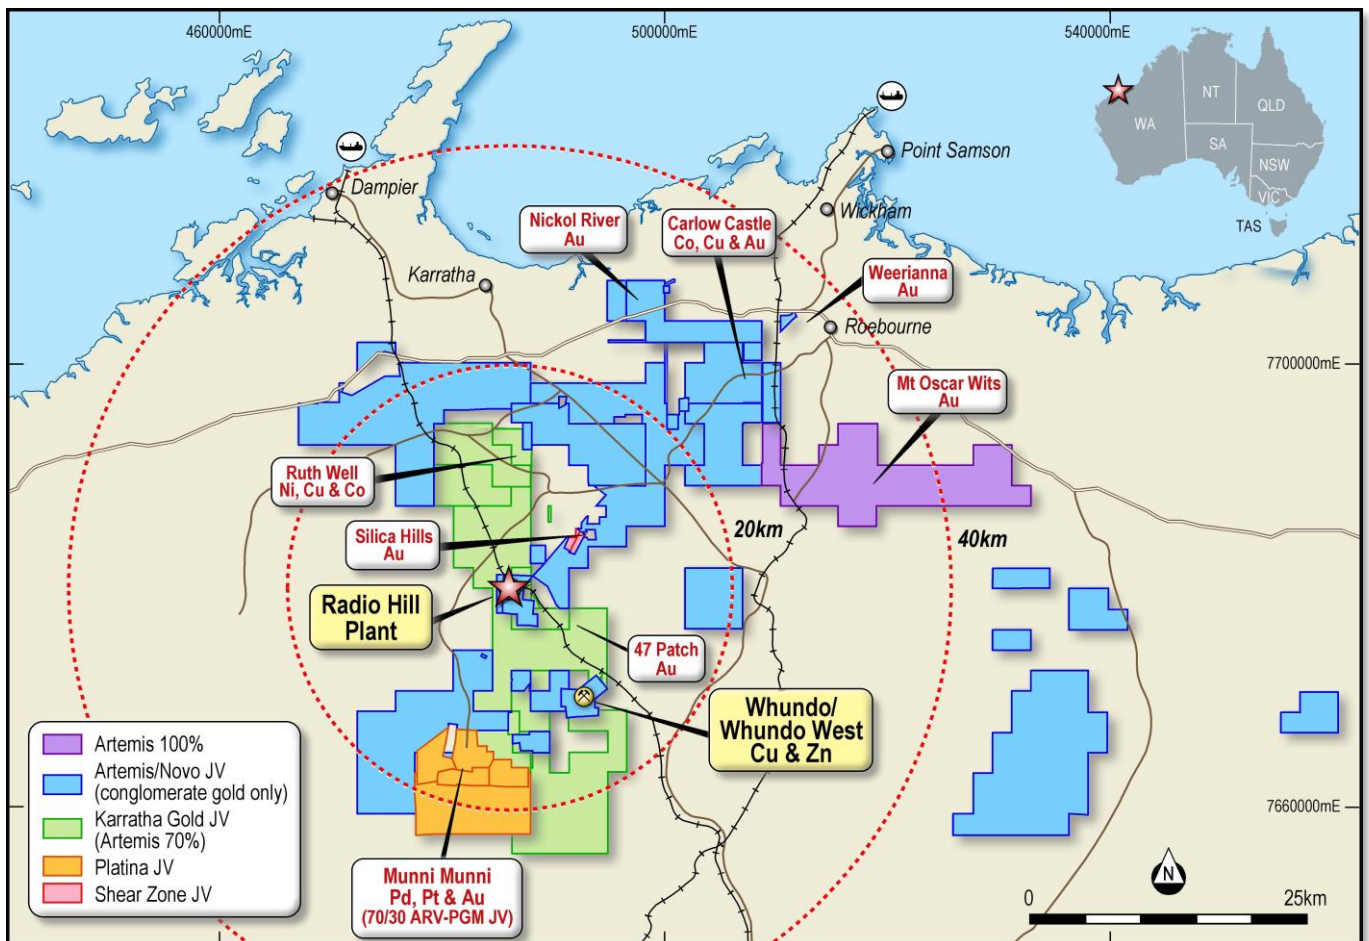 460000mE
500000mE
540000mE
NT
QLD
WA
SA
NSW
VIC
TAS
Point Samson
Dampier
Wickham
Nickol River
Au
Carlow Castle
Co, Cu & Au
Weerianna
Au
Karratha
Roebourne
7700000mE
Mt Oscar Wits
Au
Ruth Well
Ni, Cu & Co
Silica Hills
Au
20km
40km
Radio Hill
Plant
47 Patch
Au
Whundo/
Whundo West
Cu & Zn
Artemis 100%
Artemis/Novo JV
(conglomerate gold only)
Karratha Gold JV
(Artemis 70%)
Platina JV
Shear Zone JV
7660000mE
Munni Munni
Pd, Pt & Au
(70/30 ARV-PGM JV)
N
0
25km